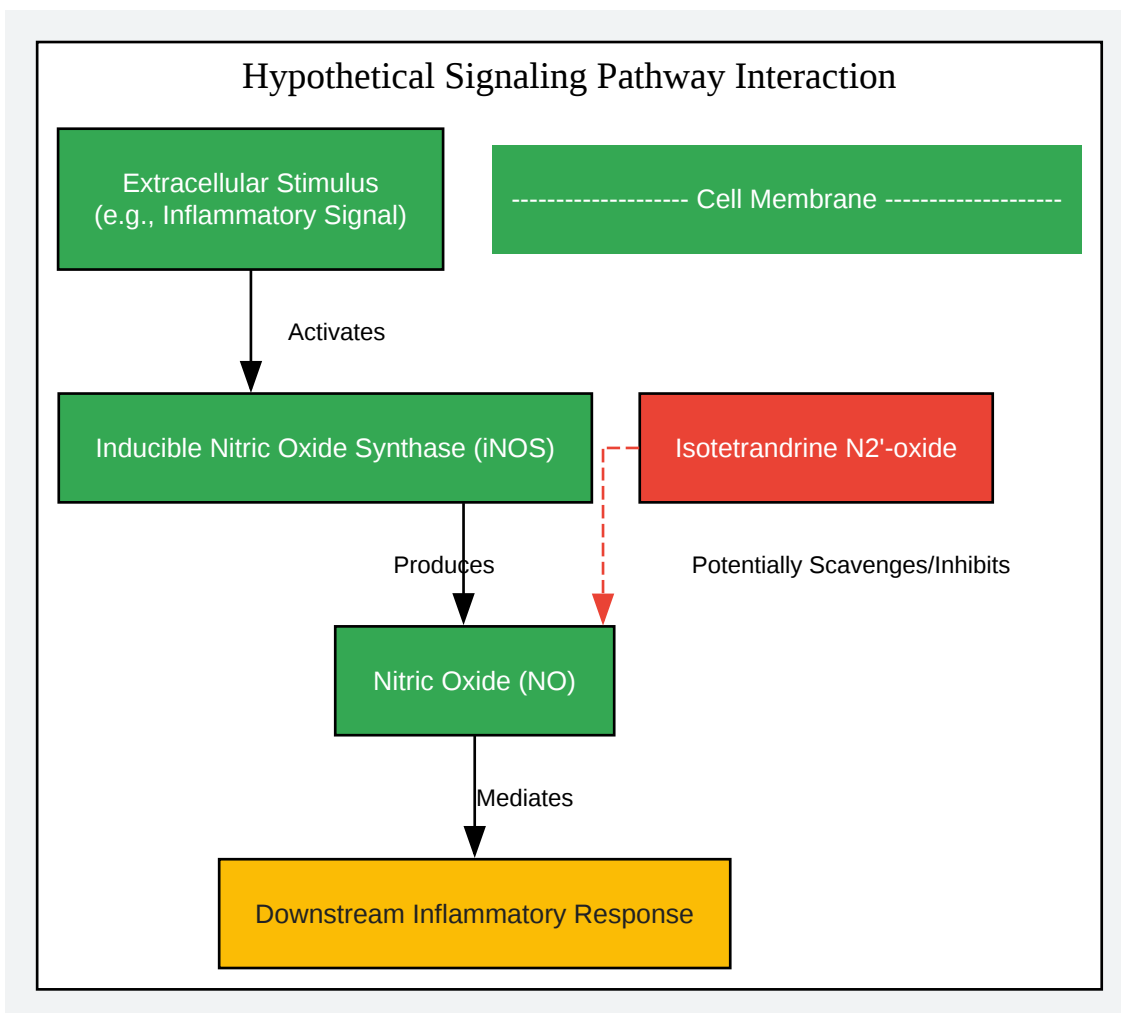 Hypothetical Signaling Pathway Interaction
Extracellular Stimulus
(e.g., Inflammatory Signal)
-------------------- Cell Membrane --------------------
Activates
Inducible Nitric Oxide Synthase (iNOS)
Isotetrandrine N2'-oxide
Produces
Potentially Scavenges/Inhibits
Nitric Oxide (NO)
Mediates
Downstream Inflammatory Response